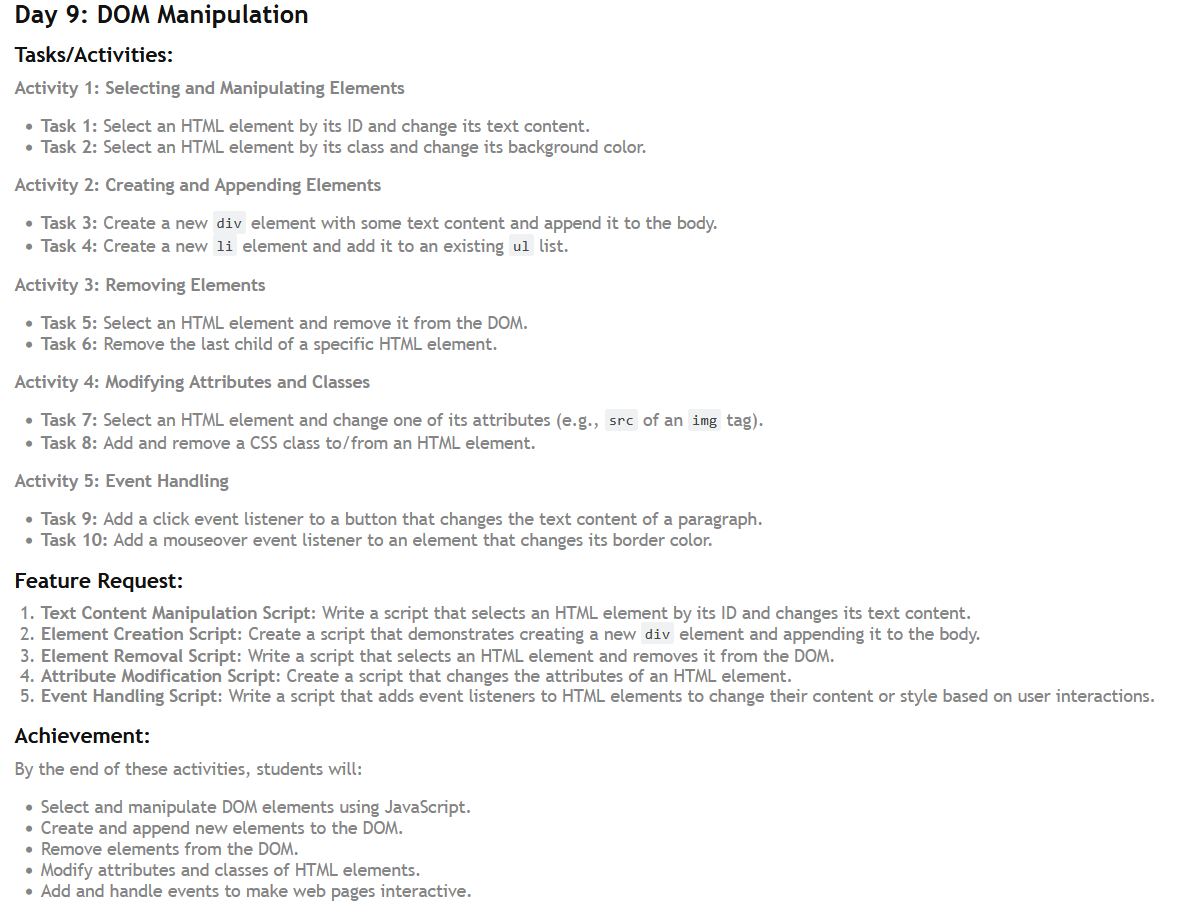 Day 9: DOM Manipulation
Tasks/Activities:
Activity 1: Selecting and Manipulating Elements
• Task 1: Select an HTML element by its ID and change its text content.
• Task 2: Select an HTML element by its class and change its background color.
Activity 2: Creating and Appending Elements
• Task 3: Create a new div element with some text content and append it to the body.
• Task 4: Create a new li element and add it to an existing ul list.
Activity 3: Removing Elements
• Task 5: Select an HTML element and remove it from the DOM.
• Task 6: Remove the last child of a specific HTML element.
Activity 4: Modifying Attributes and Classes
• Task 7: Select an HTML element and change one of its attributes (e.g., src of an img tag).
• Task 8: Add and remove a CSS class to/from an HTML element.
Activity 5: Event Handling
• Task 9: Add a click event listener to a button that changes the text content of a paragraph.
• Task 10: Add a mouseover event listener to an element that changes its border color.
Feature Request:
1. Text Content Manipulation Script: Write a script that selects an HTML element by its ID and changes its text content.
2. Element Creation Script: Create a script that demonstrates creating a new div element and appending it to the body.
3. Element Removal Script: Write a script that selects an HTML element and removes it from the DOM.
4. Attribute Modification Script: Create a script that changes the attributes of an HTML element.
5. Event Handling Script: Write a script that adds event listeners to HTML elements to change their content or style based on user interactions.
Achievement:
By the end of these activities, students will:
• Select and manipulate DOM elements using JavaScript.
• Create and append new elements to the DOM.
• Remove elements from the DOM.
• Modify attributes and classes of HTML elements.
• Add and handle events to make web pages interactive.